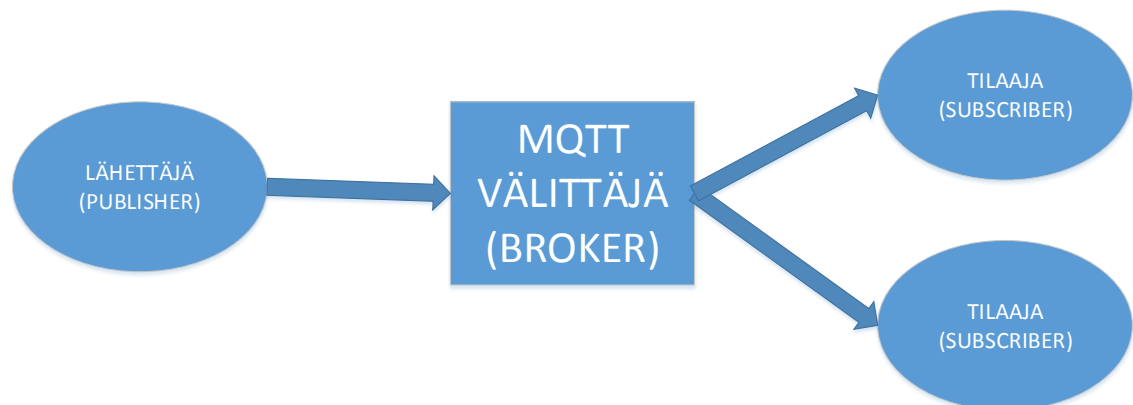 LÄHETTÄJÄ
(PUBLISHER)
MQTT
VÄLITTÄJÄ
(BROKER)
TILAAJA
(SUBSCRIBER)
TILAAJA
(SUBSCRIBER)